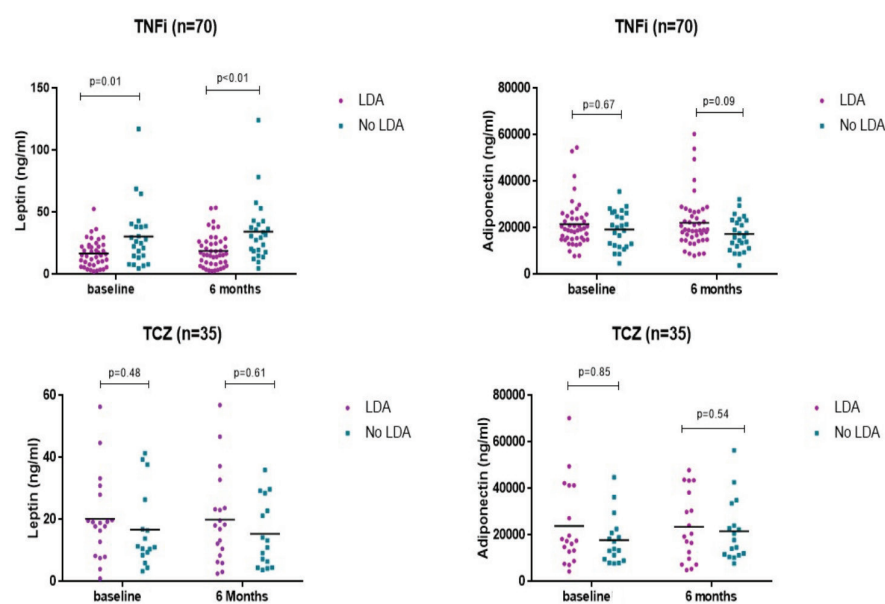 TNFi (n=70)
p=0.01
p<0.01
150
100
50
0
Leptin (ng/ml)
baseline
6 months
LDA
No LDA
TNFi (n=70)
p=0.67
p=0.09
80000
60000
40000
20000
0
Adiponectin (ng/ml)
baseline
6 months
LDA
No LDA
TCZ (n=35)
p=0.48
p=0.61
60
40
20
0
Leptin (ng/ml)
baseline
6 Months
LDA
No LDA
TCZ (n=35)
p=0.85
p=0.54
80000
60000
40000
20000
0
Adiponectin (ng/ml)
baseline
6 months
LDA
No LDA